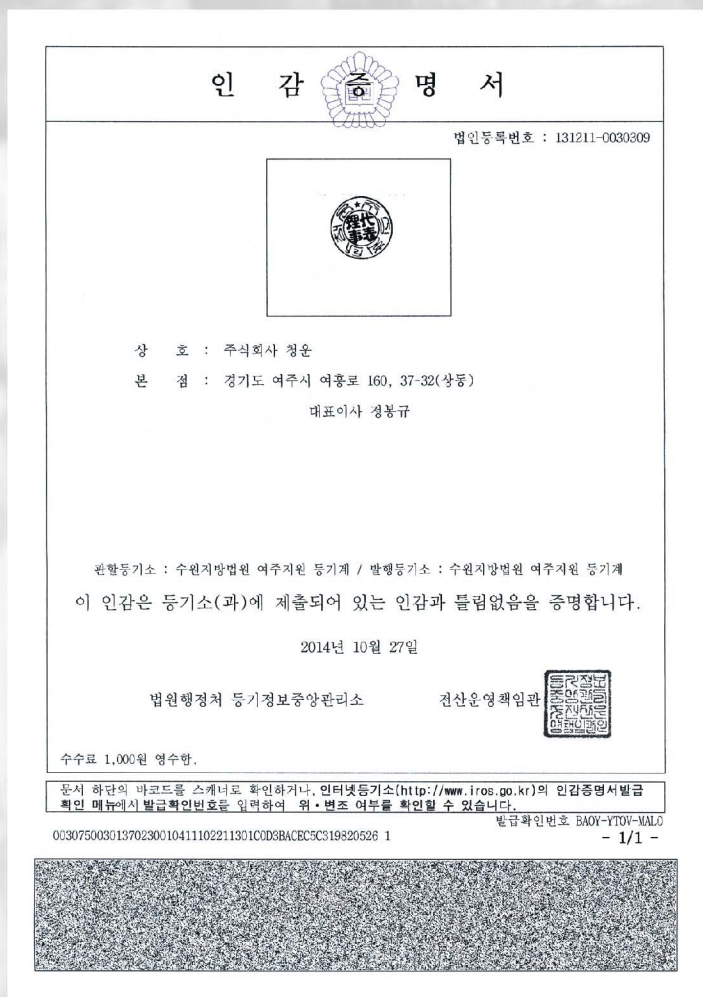 인 감 증 명 서
법인등록번호 : 131211-0030309
代表
理事
상 호 : 주식회사 청운
본 점 : 경기도 여주시 여흥로 160, 37-32(상동)
대표이사 정봉규
관할등기소 : 수원지방법원 여주지원 등기계 / 발행등기소 : 수원지방법원 여주지원 등기계
이 인감은 등기소(과)에 제출되어 있는 인감과 틀림없음을 증명합니다.
2014년 10월 27일
법원행정처 등기정보중앙관리소 전산운영책임관
수수료 1,000원 영수함.
문서 하단의 바코드를 스캐너로 확인하거나, 인터넷등기소(http://www.iros.go.kr)의 인감증명서발급
확인 메뉴에서 발급확인번호를 입력하여 위·변조 여부를 확인할 수 있습니다.
발급확인번호 BAOY-YTOV-MALO
00307500301370230010411102211301C0D3BACEC5C319820526 1
- 1/1 -